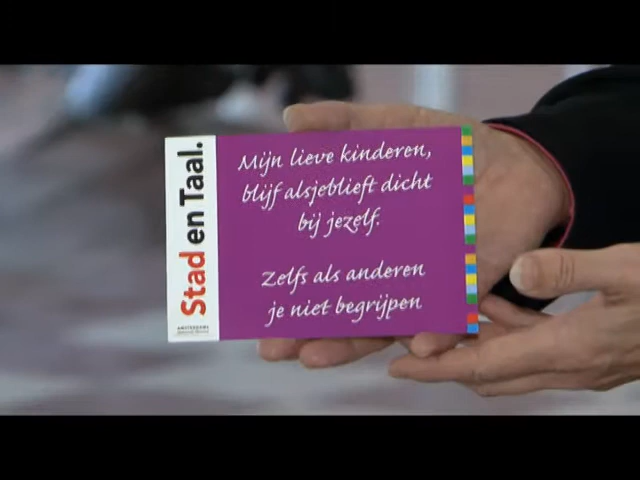 Stad en Taal.
Mijn lieve kinderen,
blijf alsjeblieft dicht
bij jezelf.
Zelfs als anderen
je niet begrijpen